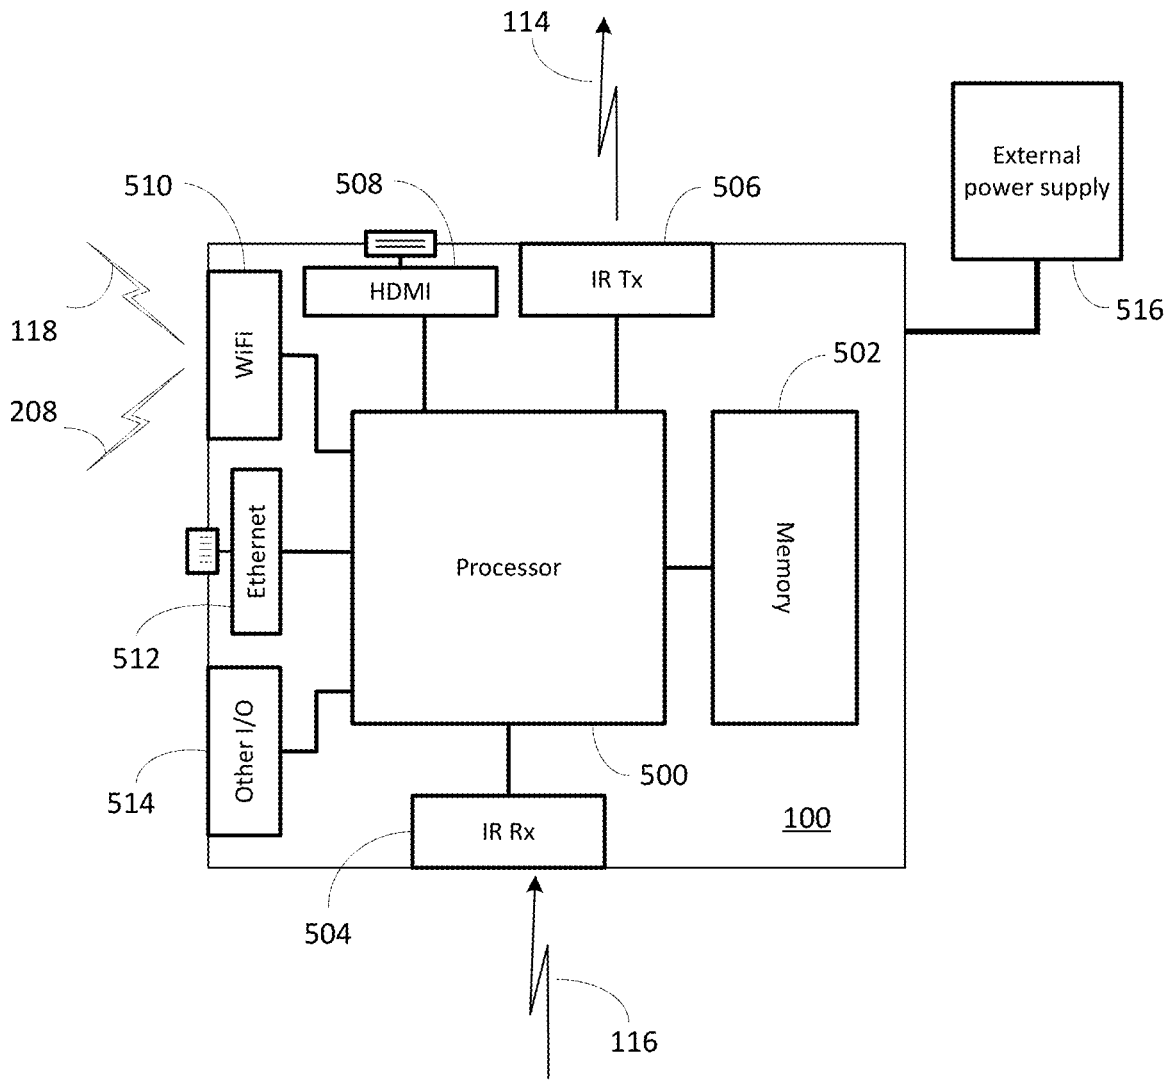 114
External
power supply
510
508
506
HDMI
IR Tx
516
118
WiFi
502
208
Ethernet
Processor
Memory
512
Other I/O
500
514
IR Rx
100
504
116